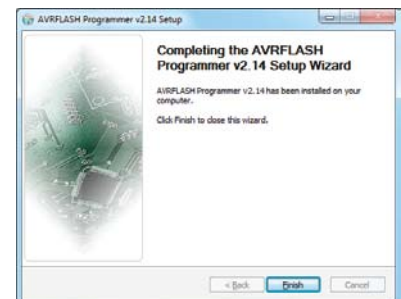 AVRFLASH Programmer v2.14 Setup
Completing the AVRFLASH
Programmer v2.14 Setup Wizard
AVRFLASH Programmer v2.14 has been installed on your
computer.
Click Finish to close this wizard.
< Back
Finish
Cancel